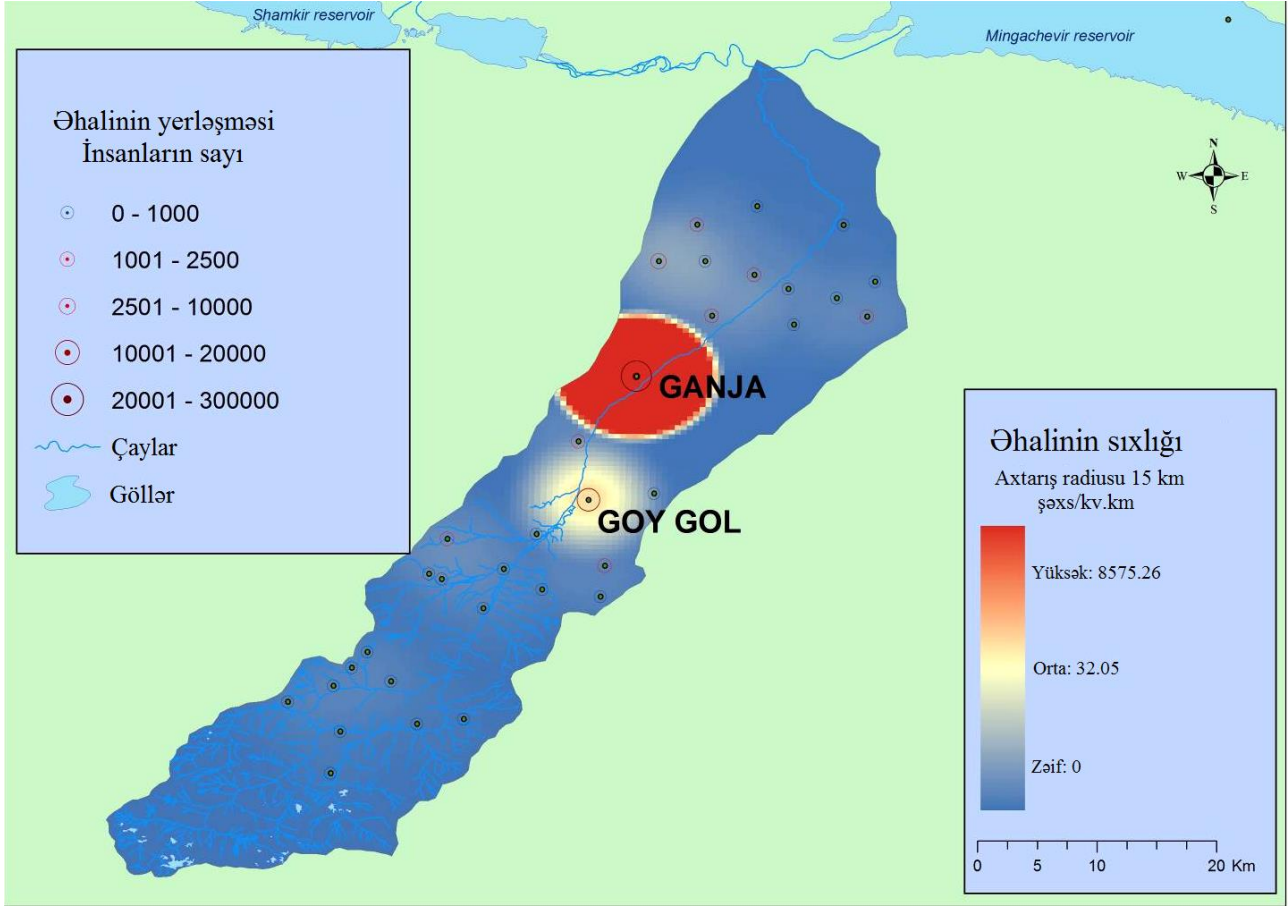 Shamkir reservoir
Mingachevir reservoir
Əhalinin yerləşməsi
İnsanların sayı
0 - 1000
1001 - 2500
2501 - 10000
10001 - 20000
20001 - 300000
Çaylar
Göllər
N
W
E
S
GANJA
GOY GOL
Əhalinin sıxlığı
Axtarış radiusu 15 km
şəxs/kv.km
Yüksək: 8575.26
Orta: 32.05
Zəif: 0
0 5 10 20 Km